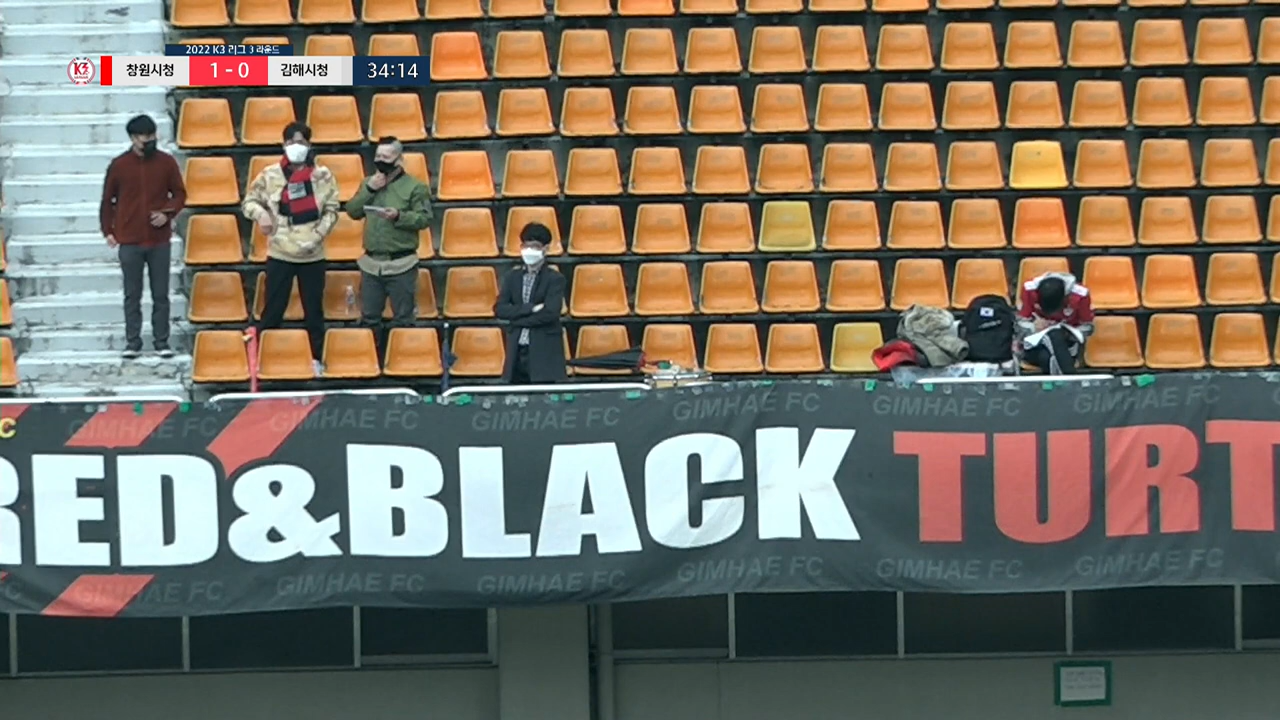 2022 K3 리그 3 라운드
K3
창원시청 1 - 0 김해시청 34:14
GIMHAE FC GIMHAE FC GIMHAE FC GIMHAE FC GIMHAE FC GIMHAE FC
RED&BLACK TURT
GIMHAE FC GIMHAE FC GIMHAE FC GIMHAE FC GIMHAE FC GIMHAE FC